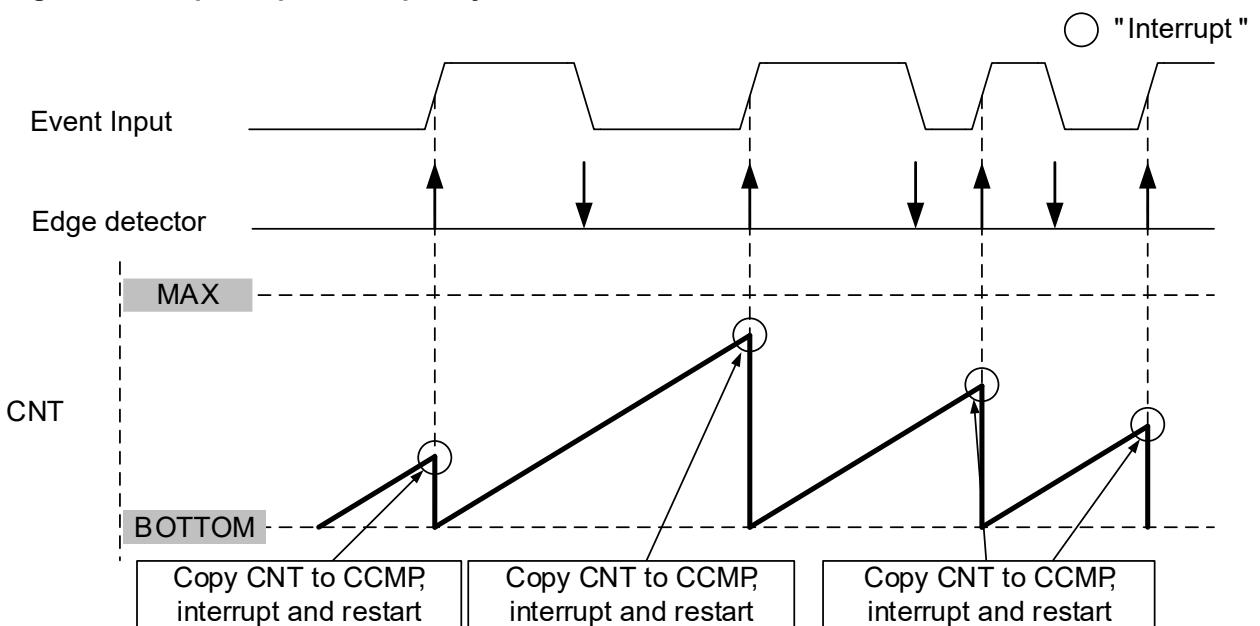 "Interrupt"
Event Input
Edge detector
MAX
CNT
BOTTOM
Copy CNT to CCMP,
interrupt and restart
Copy CNT to CCMP,
interrupt and restart
Copy CNT to CCMP,
interrupt and restart